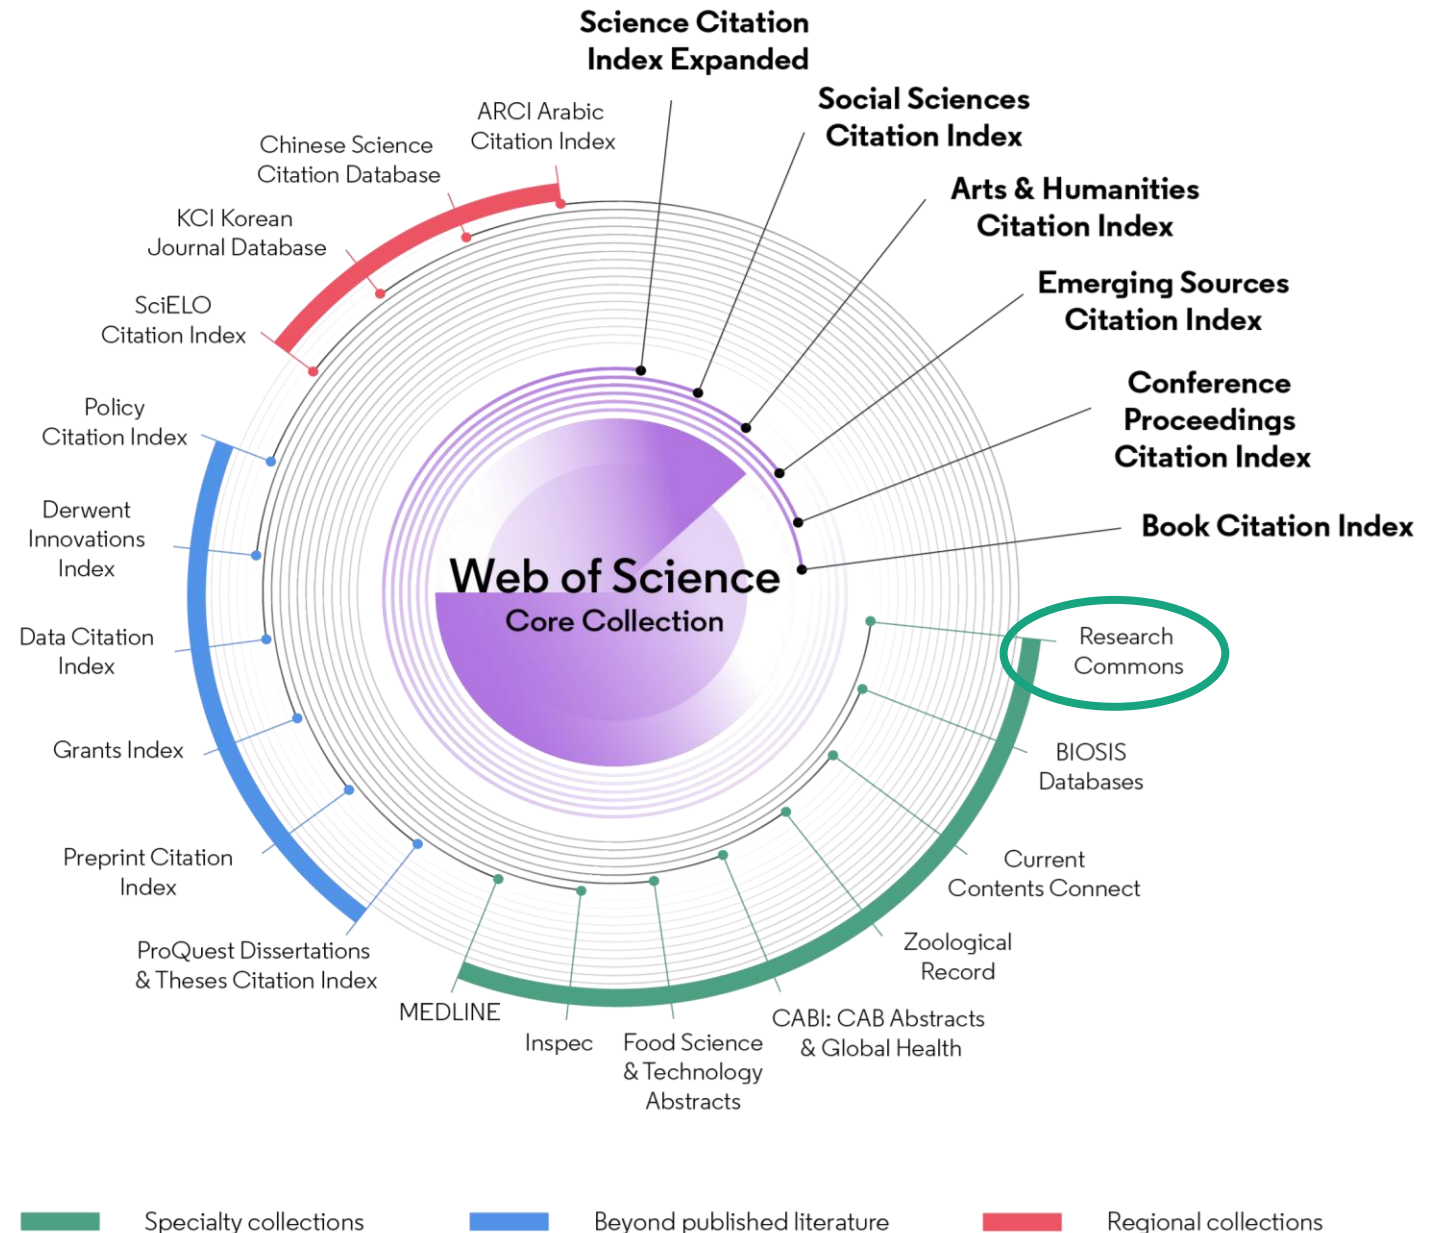 Science Citation
Index Expanded
Social Sciences
Citation Index
Arts & Humanities
Citation Index
Emerging Sources
Citation Index
Conference
Proceedings
Citation Index
Book Citation Index
ARCI Arabic
Citation Index
Chinese Science
Citation Database
KCI Korean
Journal Database
SciELO
Citation Index
Policy
Citation Index
Derwent
Innovations
Index
Data Citation
Index
Grants Index
Preprint Citation
Index
ProQuest Dissertations
& Theses Citation Index
Web of Science
Core Collection
Research
Commons
BIOSIS
Databases
Current
Contents Connect
Zoological
Record
CABI: CAB Abstracts
& Global Health
Food Science
& Technology
Abstracts
Inspec
MEDLINE
Specialty collections
Beyond published literature
Regional collections